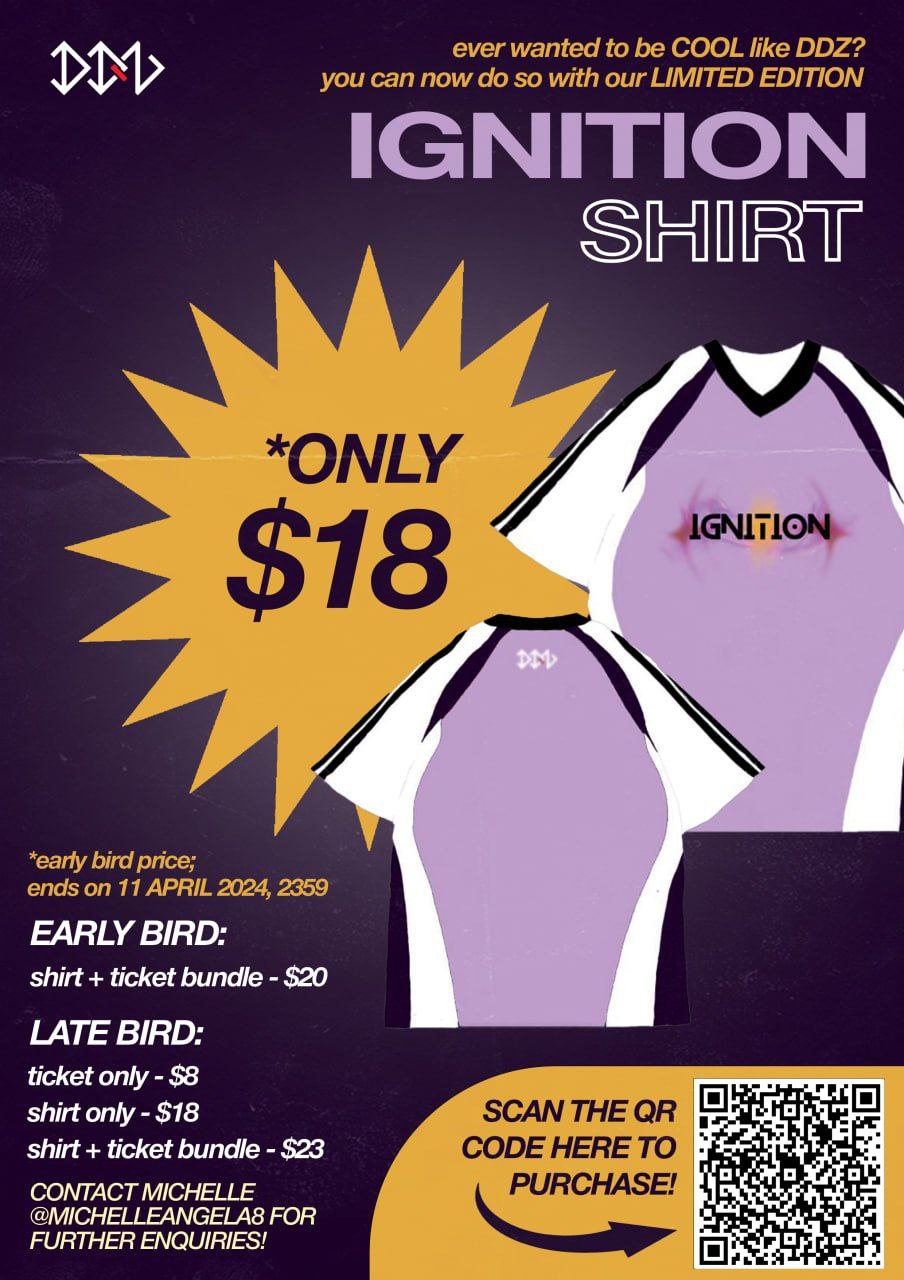 DDM
ever wanted to be COOL like DDZ?
you can now do so with our LIMITED EDITION
IGNITION
SHIRT
*ONLY
$18
IGNITION
DDM
*early bird price;
ends on 11 APRIL 2024, 2359
EARLY BIRD:
shirt + ticket bundle - $20
LATE BIRD:
ticket only - $8
shirt only - $18
shirt + ticket bundle - $23
CONTACT MICHELLE
@MICHELLEANGELA8 FOR
FURTHER ENQUIRIES!
SCAN THE QR
CODE HERE TO
PURCHASE!